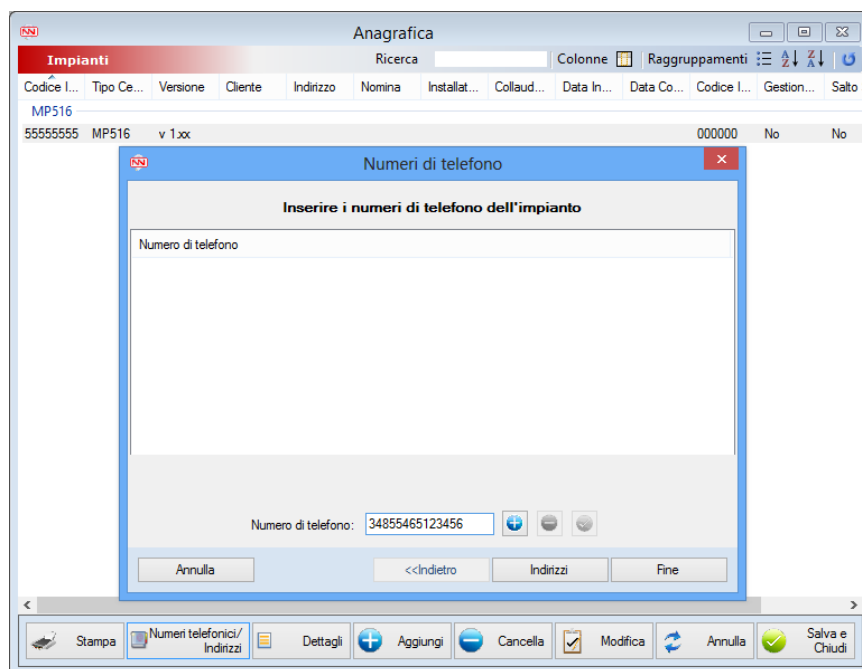 Anagrafica
Impianti Ricerca Colonne Raggruppamenti
Codice I... Tipo Ce... Versione Cliente Indirizzo Nomina Installat... Collaud... Data In... Data Co... Codice I... Gestion... Salto
MP516
55555555 MP516 v 1.xx 000000 No No
Numeri di telefono
Inserire i numeri di telefono dell'impianto
Numero di telefono
Numero di telefono: 34855465123456
Annulla <<Indietro Indirizzi Fine
Stampa Numeri telefonici/ Dettagli Aggiungi Cancella Modifica Annulla Salva e
Indirizzi Chiudi